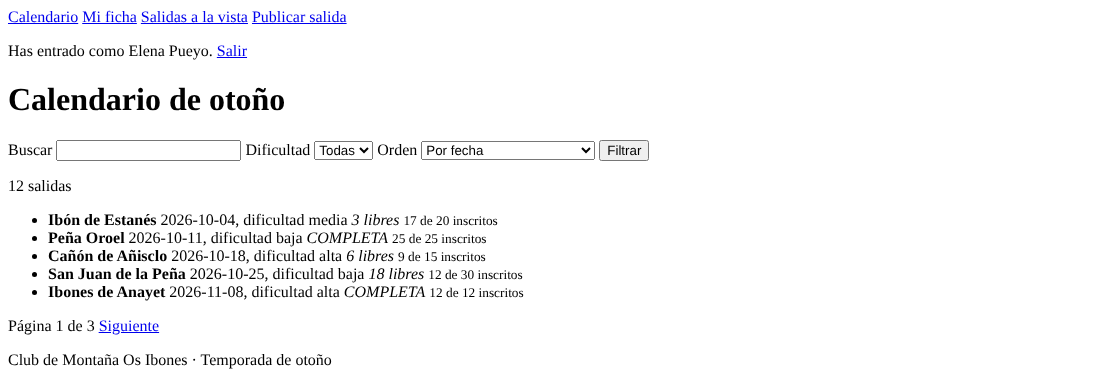 Calendario Mi ficha Salidas a la vista Publicar salida
Has entrado como Elena Pueyo. Salir
Calendario de otoño
Buscar Dificultad Todas Orden Por fecha Filtrar
12 salidas
Ibón de Estanés 2026-10-04, dificultad media 3 libres 17 de 20 inscritos
Peña Oroel 2026-10-11, dificultad baja COMPLETA 25 de 25 inscritos
Cañón de Añisclo 2026-10-18, dificultad alta 6 libres 9 de 15 inscritos
San Juan de la Peña 2026-10-25, dificultad baja 18 libres 12 de 30 inscritos
Ibones de Anayet 2026-11-08, dificultad alta COMPLETA 12 de 12 inscritos
Página 1 de 3 Siguiente
Club de Montaña Os Ibones · Temporada de otoño